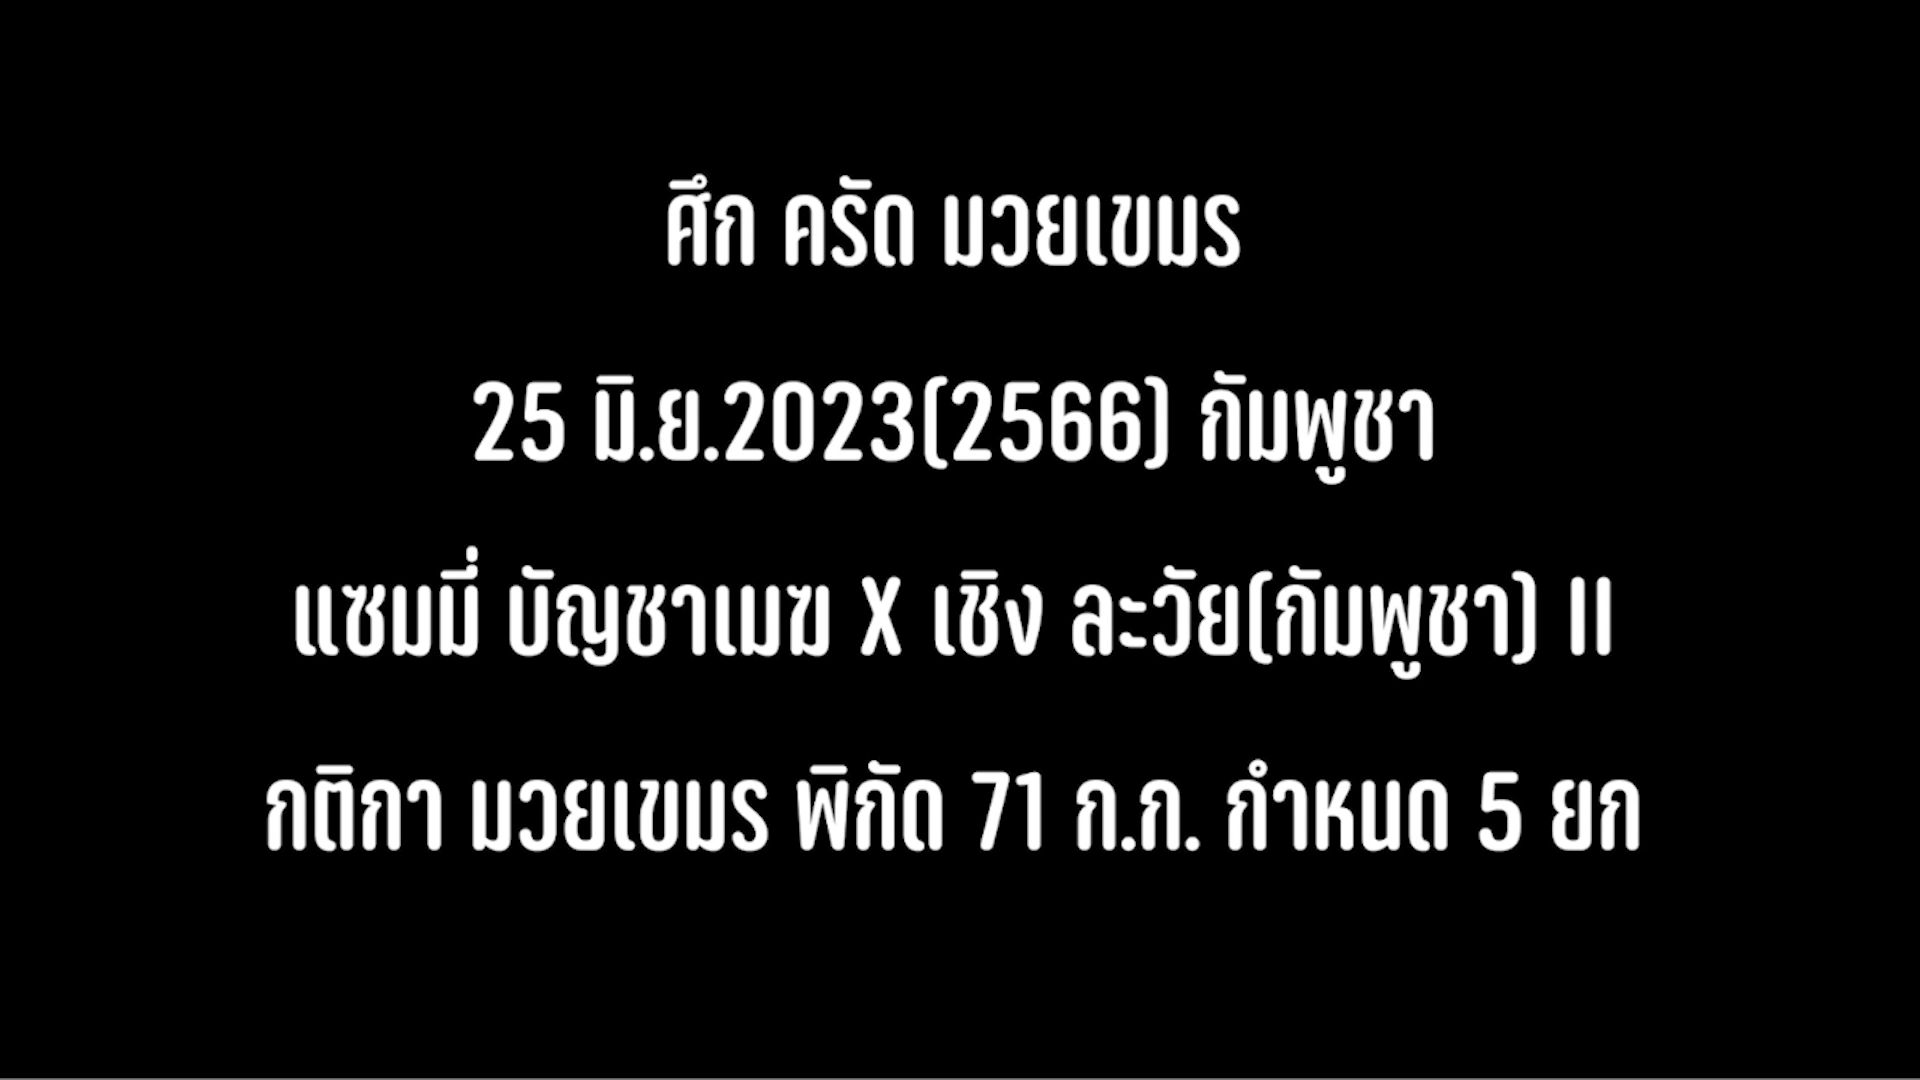 ศึก ครัด มวยเขมร
25 มิ.ย.2023(2566) กัมพูชา
แซมมี่ บัญชาเมฆ X เชิง ละวัย(กัมพูชา) II
กติกา มวยเขมร พิกัด 71 ก.ก. กำหนด 5 ยก